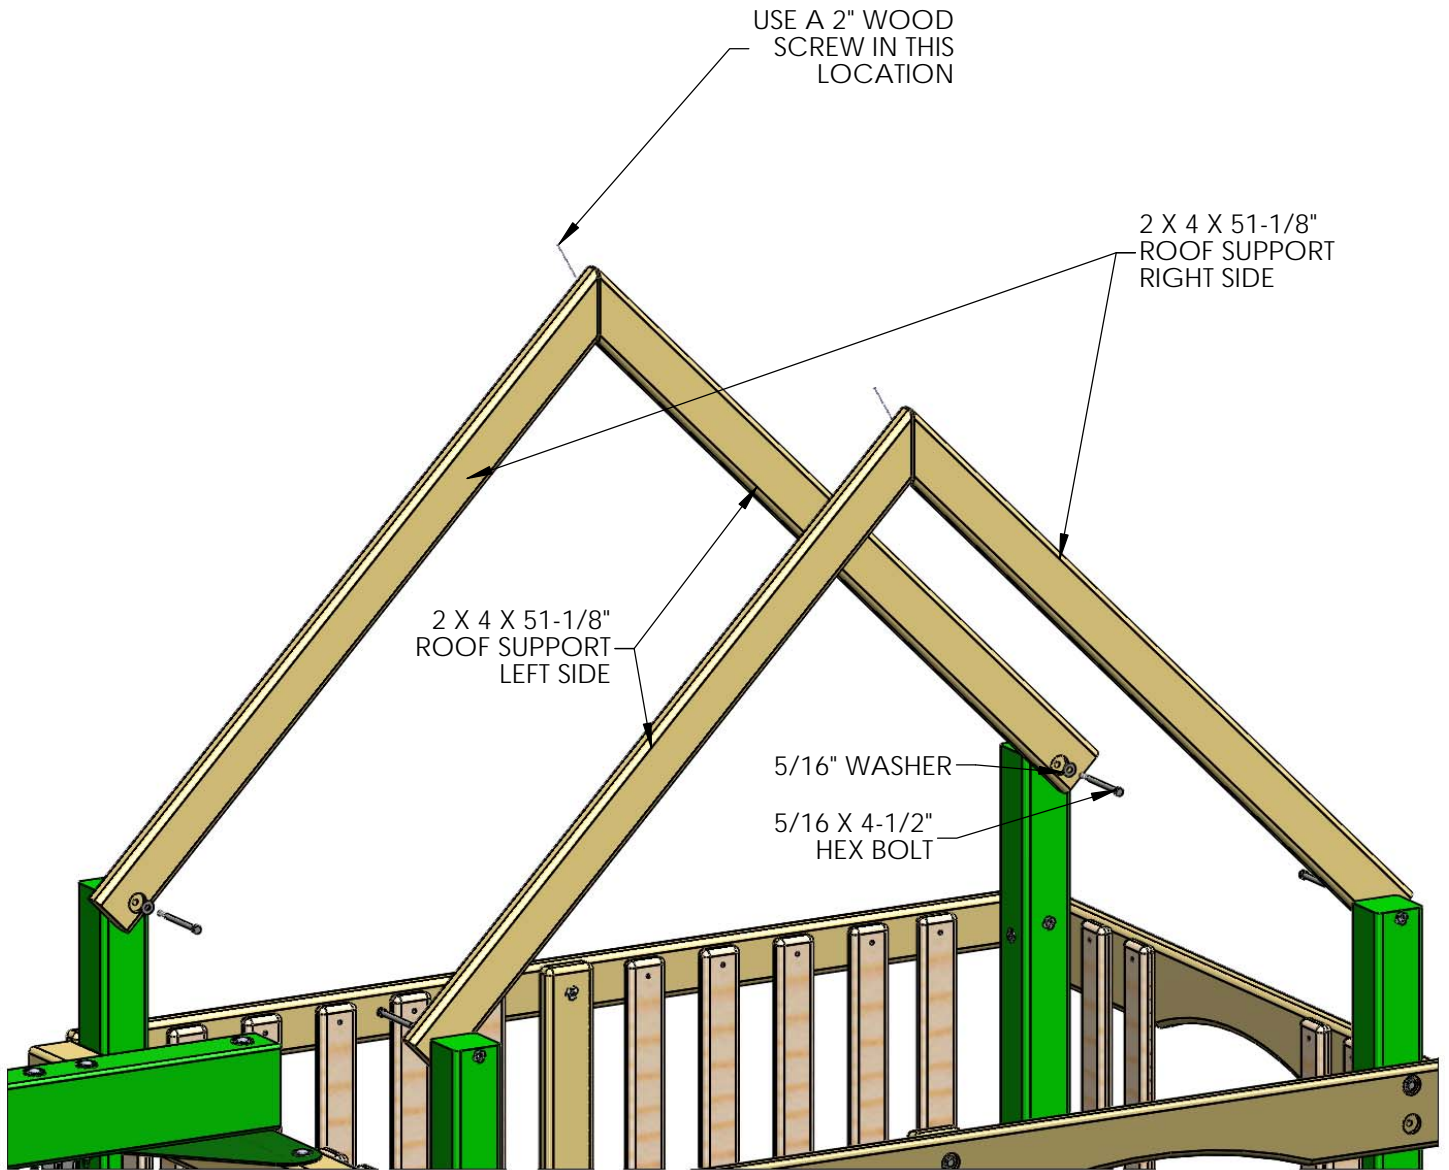 USE A 2" WOOD
SCREW IN THIS
LOCATION
2 X 4 X 51-1/8"
ROOF SUPPORT
RIGHT SIDE
2 X 4 X 51-1/8"
ROOF SUPPORT
LEFT SIDE
5/16" WASHER
5/16 X 4-1/2"
HEX BOLT